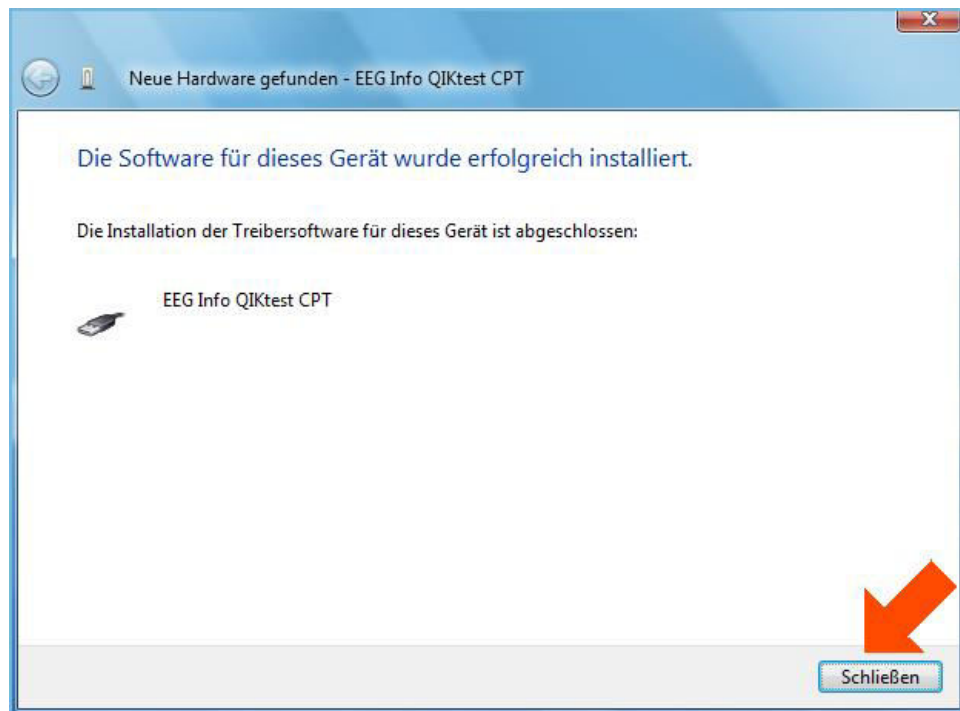 Neue Hardware gefunden - EEG Info QIKtest CPT
Die Software für dieses Gerät wurde erfolgreich installiert.
Die Installation der Treibersoftware für dieses Gerät ist abgeschlossen:
EEG Info QIKtest CPT
Schließen